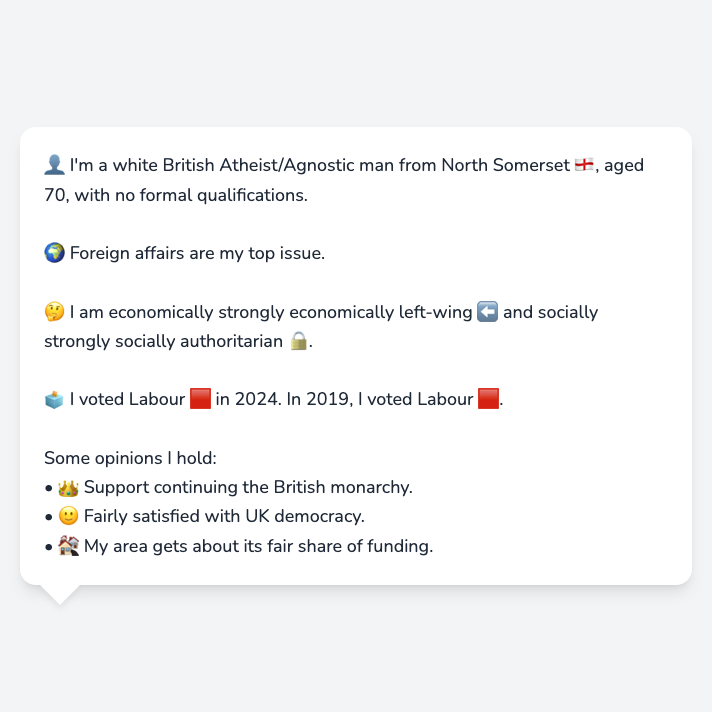 👤 I'm a white British Atheist/Agnostic man from North Somerset 🏴󠁧󠁢󠁥󠁮󠁧󠁿, aged
70, with no formal qualifications.
🌍 Foreign affairs are my top issue.
🤔 I am economically strongly economically left-wing ⬅️ and socially
strongly socially authoritarian 🔒.
🗳️ I voted Labour 🟥 in 2024. In 2019, I voted Labour 🟥.
Some opinions I hold:
• 👑 Support continuing the British monarchy.
• 🙂 Fairly satisfied with UK democracy.
• 🏘️ My area gets about its fair share of funding.